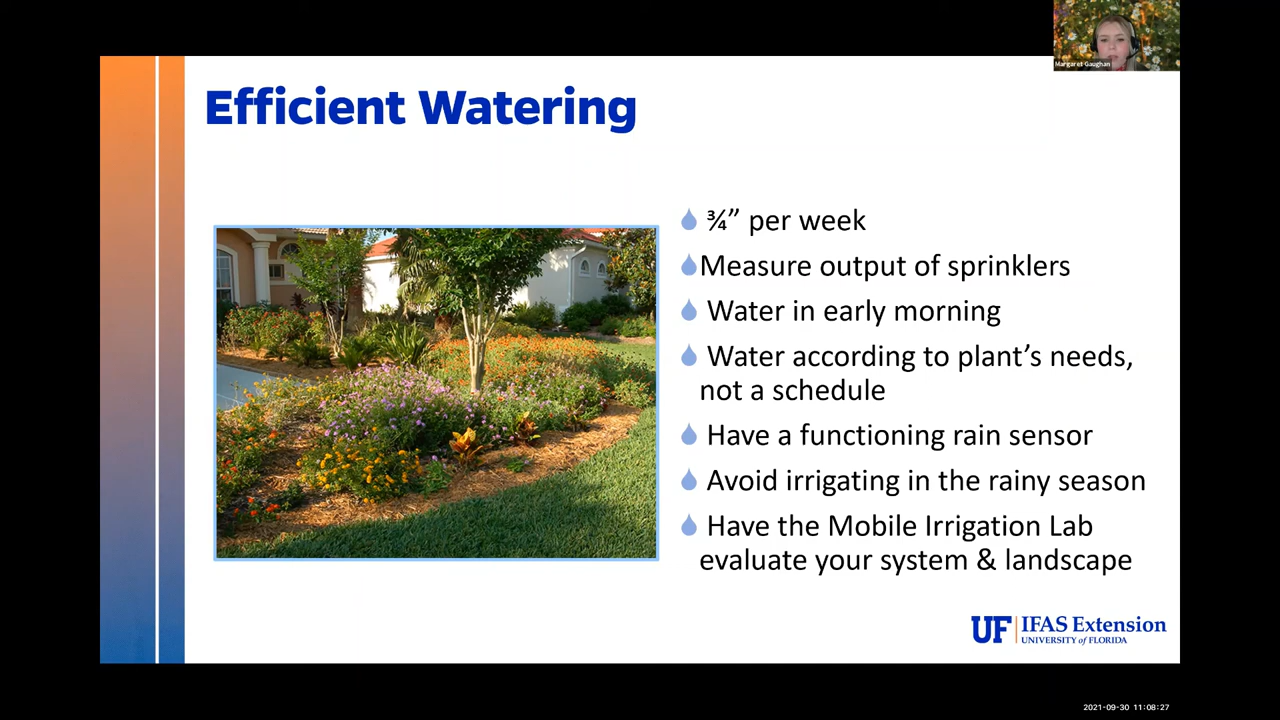 Margaret Gaughan
Efficient Watering
¾” per week
Measure output of sprinklers
Water in early morning
Water according to plant’s needs,
not a schedule
Have a functioning rain sensor
Avoid irrigating in the rainy season
Have the Mobile Irrigation Lab
evaluate your system & landscape
UF IFAS Extension
UNIVERSITY of FLORIDA
2021-09-30 11:08:27